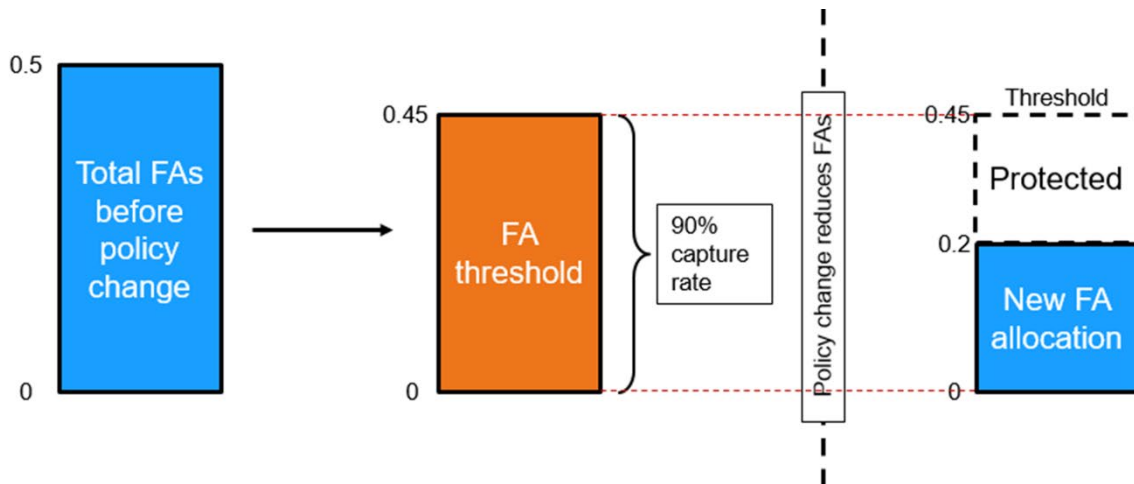 0.5
Total FAs
before
policy
change
0
0.45
FA
threshold
0
90%
capture
rate
Policy change reduces FAs
Threshold
0.45
Protected
0.2
New FA
allocation
0